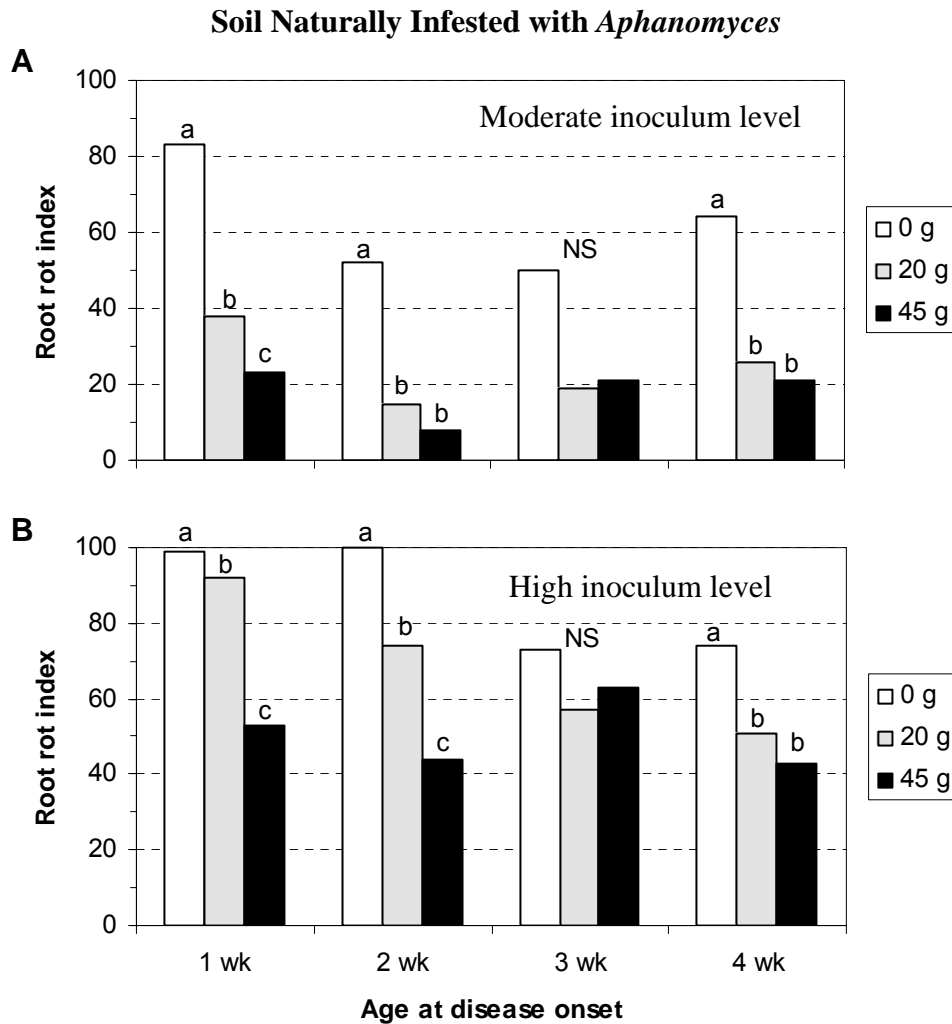 Soil Naturally Infested with Aphanomyces
A
Moderate inoculum level
Root rot index
100
80
60
40
20
0
a
b
c
a
b
b
NS
a
b
b
0 g
20 g
45 g
B
High inoculum level
Root rot index
100
80
60
40
20
0
a
b
c
a
b
c
NS
a
b
b
0 g
20 g
45 g
1 wk 2 wk 3 wk 4 wk
Age at disease onset